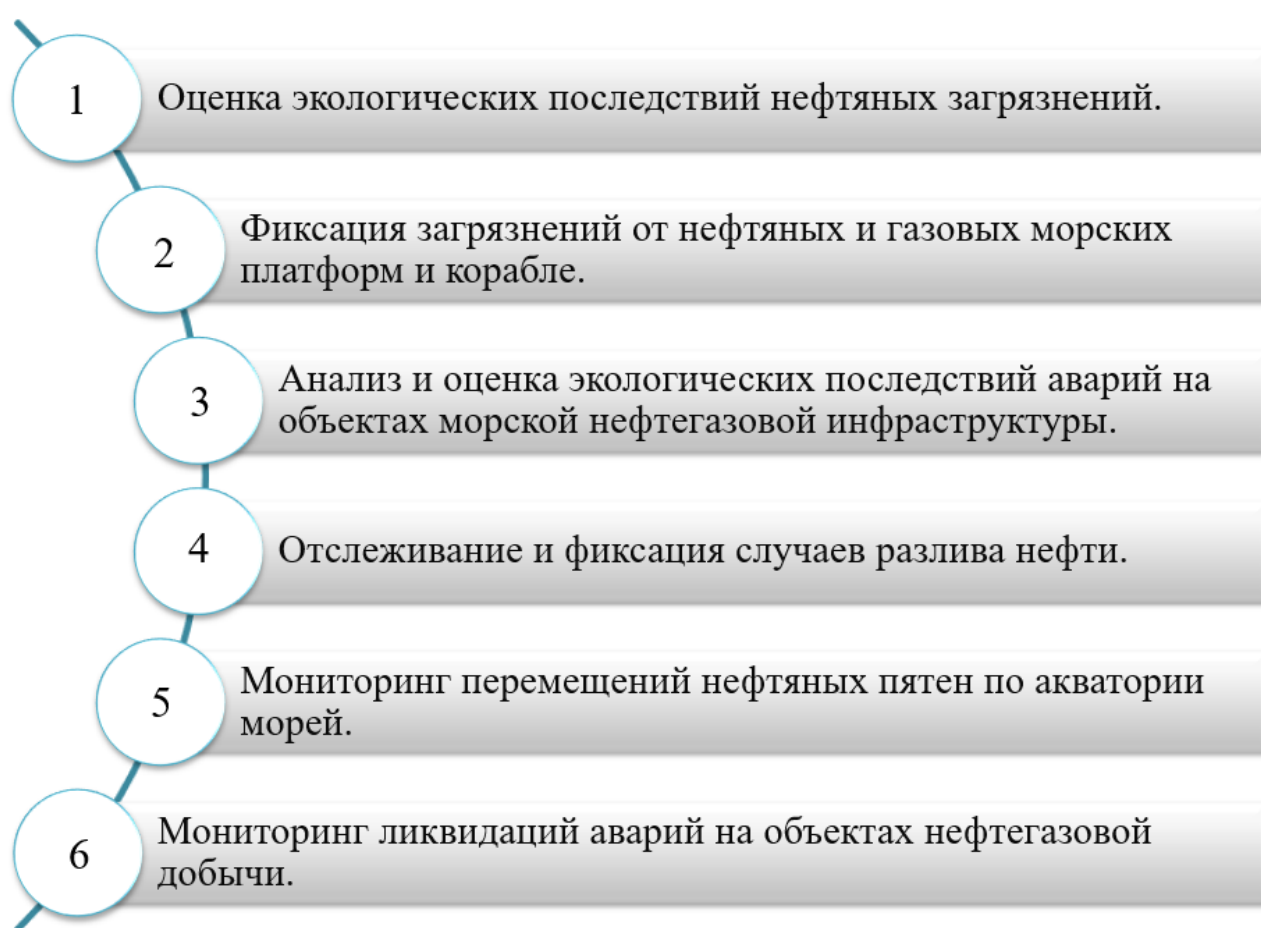 1
Оценка экологических последствий нефтяных загрязнений.
2
Фиксация загрязнений от нефтяных и газовых морских
платформ и корабле.
3
Анализ и оценка экологических последствий аварий на
объектах морской нефтегазовой инфраструктуры.
4
Отслеживание и фиксация случаев разлива нефти.
5
Мониторинг перемещений нефтяных пятен по акватории
морей.
6
Мониторинг ликвидаций аварий на объектах нефтегазовой
добычи.